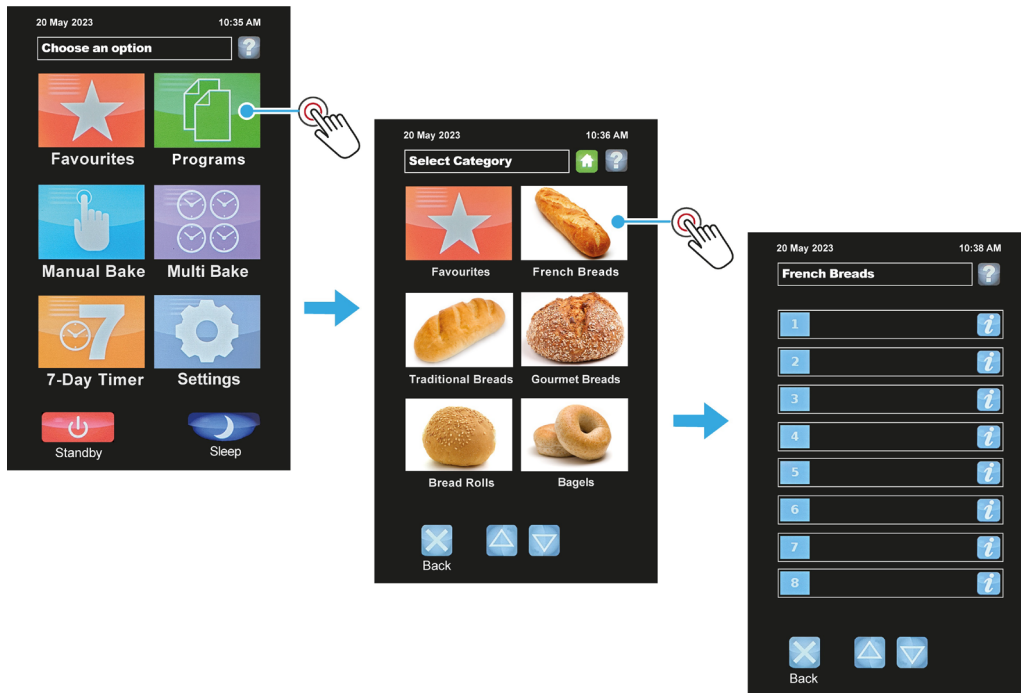 20 May 2023 10:35 AM
Choose an option ?
Favourites Programs
Manual Bake Multi Bake
7
7-Day Timer Settings
Standby Sleep
20 May 2023 10:36 AM
Select Category ?
Favourites French Breads
Traditional Breads Gourmet Breads
Bread Rolls Bagels
Back
20 May 2023 10:38 AM
French Breads ?
1 i
2 i
3 i
4 i
5 i
6 i
7 i
8 i
Back